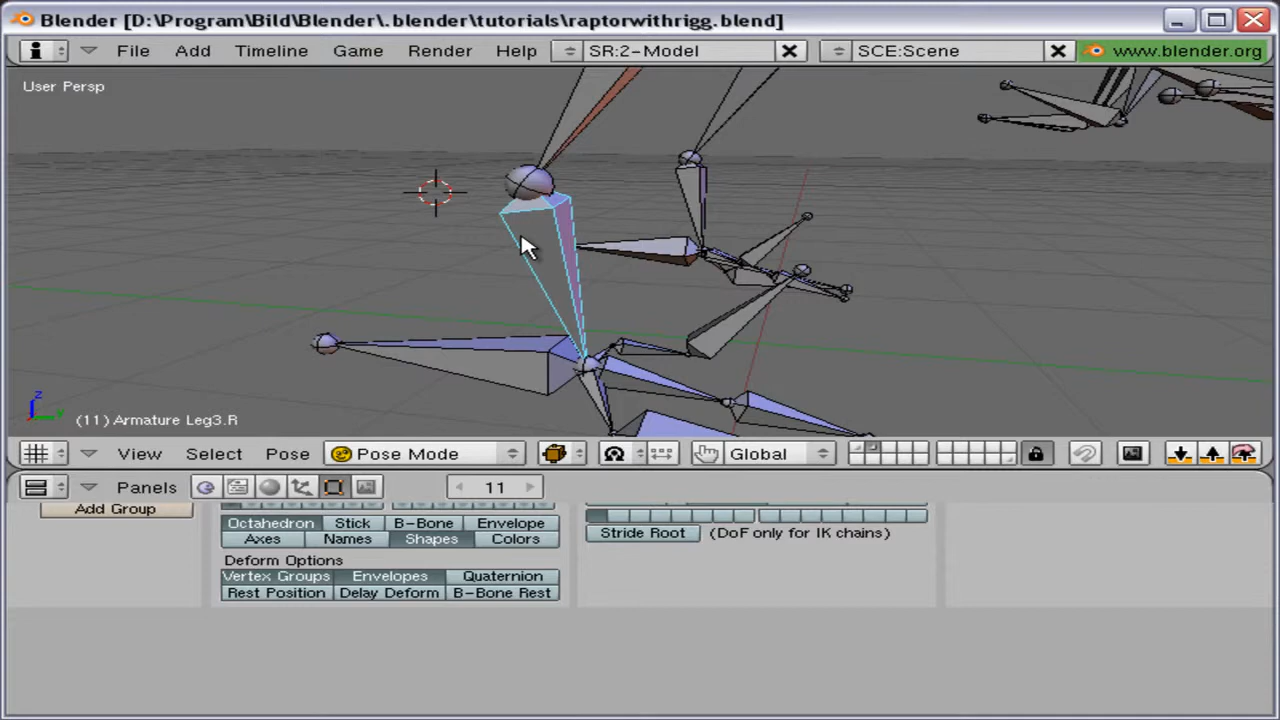 Blender [D:\Program\Bild\Blender\.blender\tutorials\raptorwithrigg.blend]
File Add Timeline Game Render Help SR:2-Model SCE:Scene www.blender.org
User Persp
z
(11) Armature Leg3.R
View Select Pose Pose Mode Global
Panels 11
Add Group
Octahedron Stick B-Bone Envelope
Axes Names Shapes Colors
Stride Root (DoF only for IK chains)
Deform Options
Vertex Groups Envelopes Quaternion
Rest Position Delay Deform B-Bone Rest